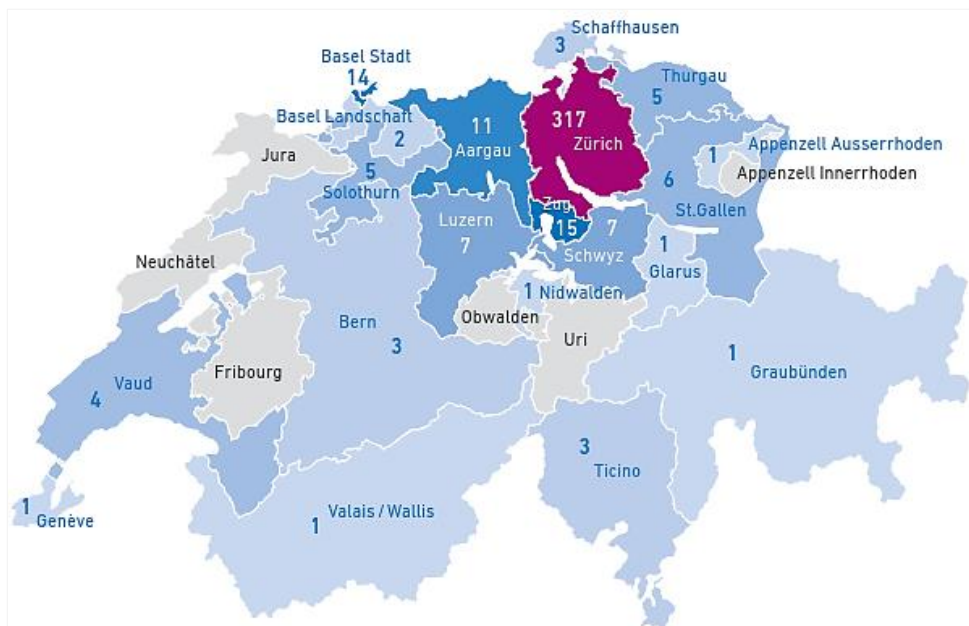 Schaffhausen
3
Basel Stadt
14
Thurgau
5
317
Zürich
Basel Landschaft
2
11
Aargau
Jura
5
Solothurn
1
Appenzell Ausserrhoden
Appenzell Innerrhoden
6
St.Gallen
Zug
15
Luzern
7
7
Schwyz
1
Glarus
Neuchâtel
1
Nidwalden
Obwalden
Uri
Bern
3
1
Graubünden
Fribourg
Vaud
4
3
Ticino
1
Genève
Valais / Wallis
1